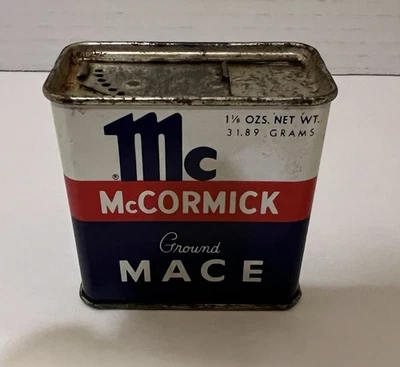 Mc
1⅛ OZS. NET WT.
31.89 GRAMS
®
McCORMICK
Ground
MACE